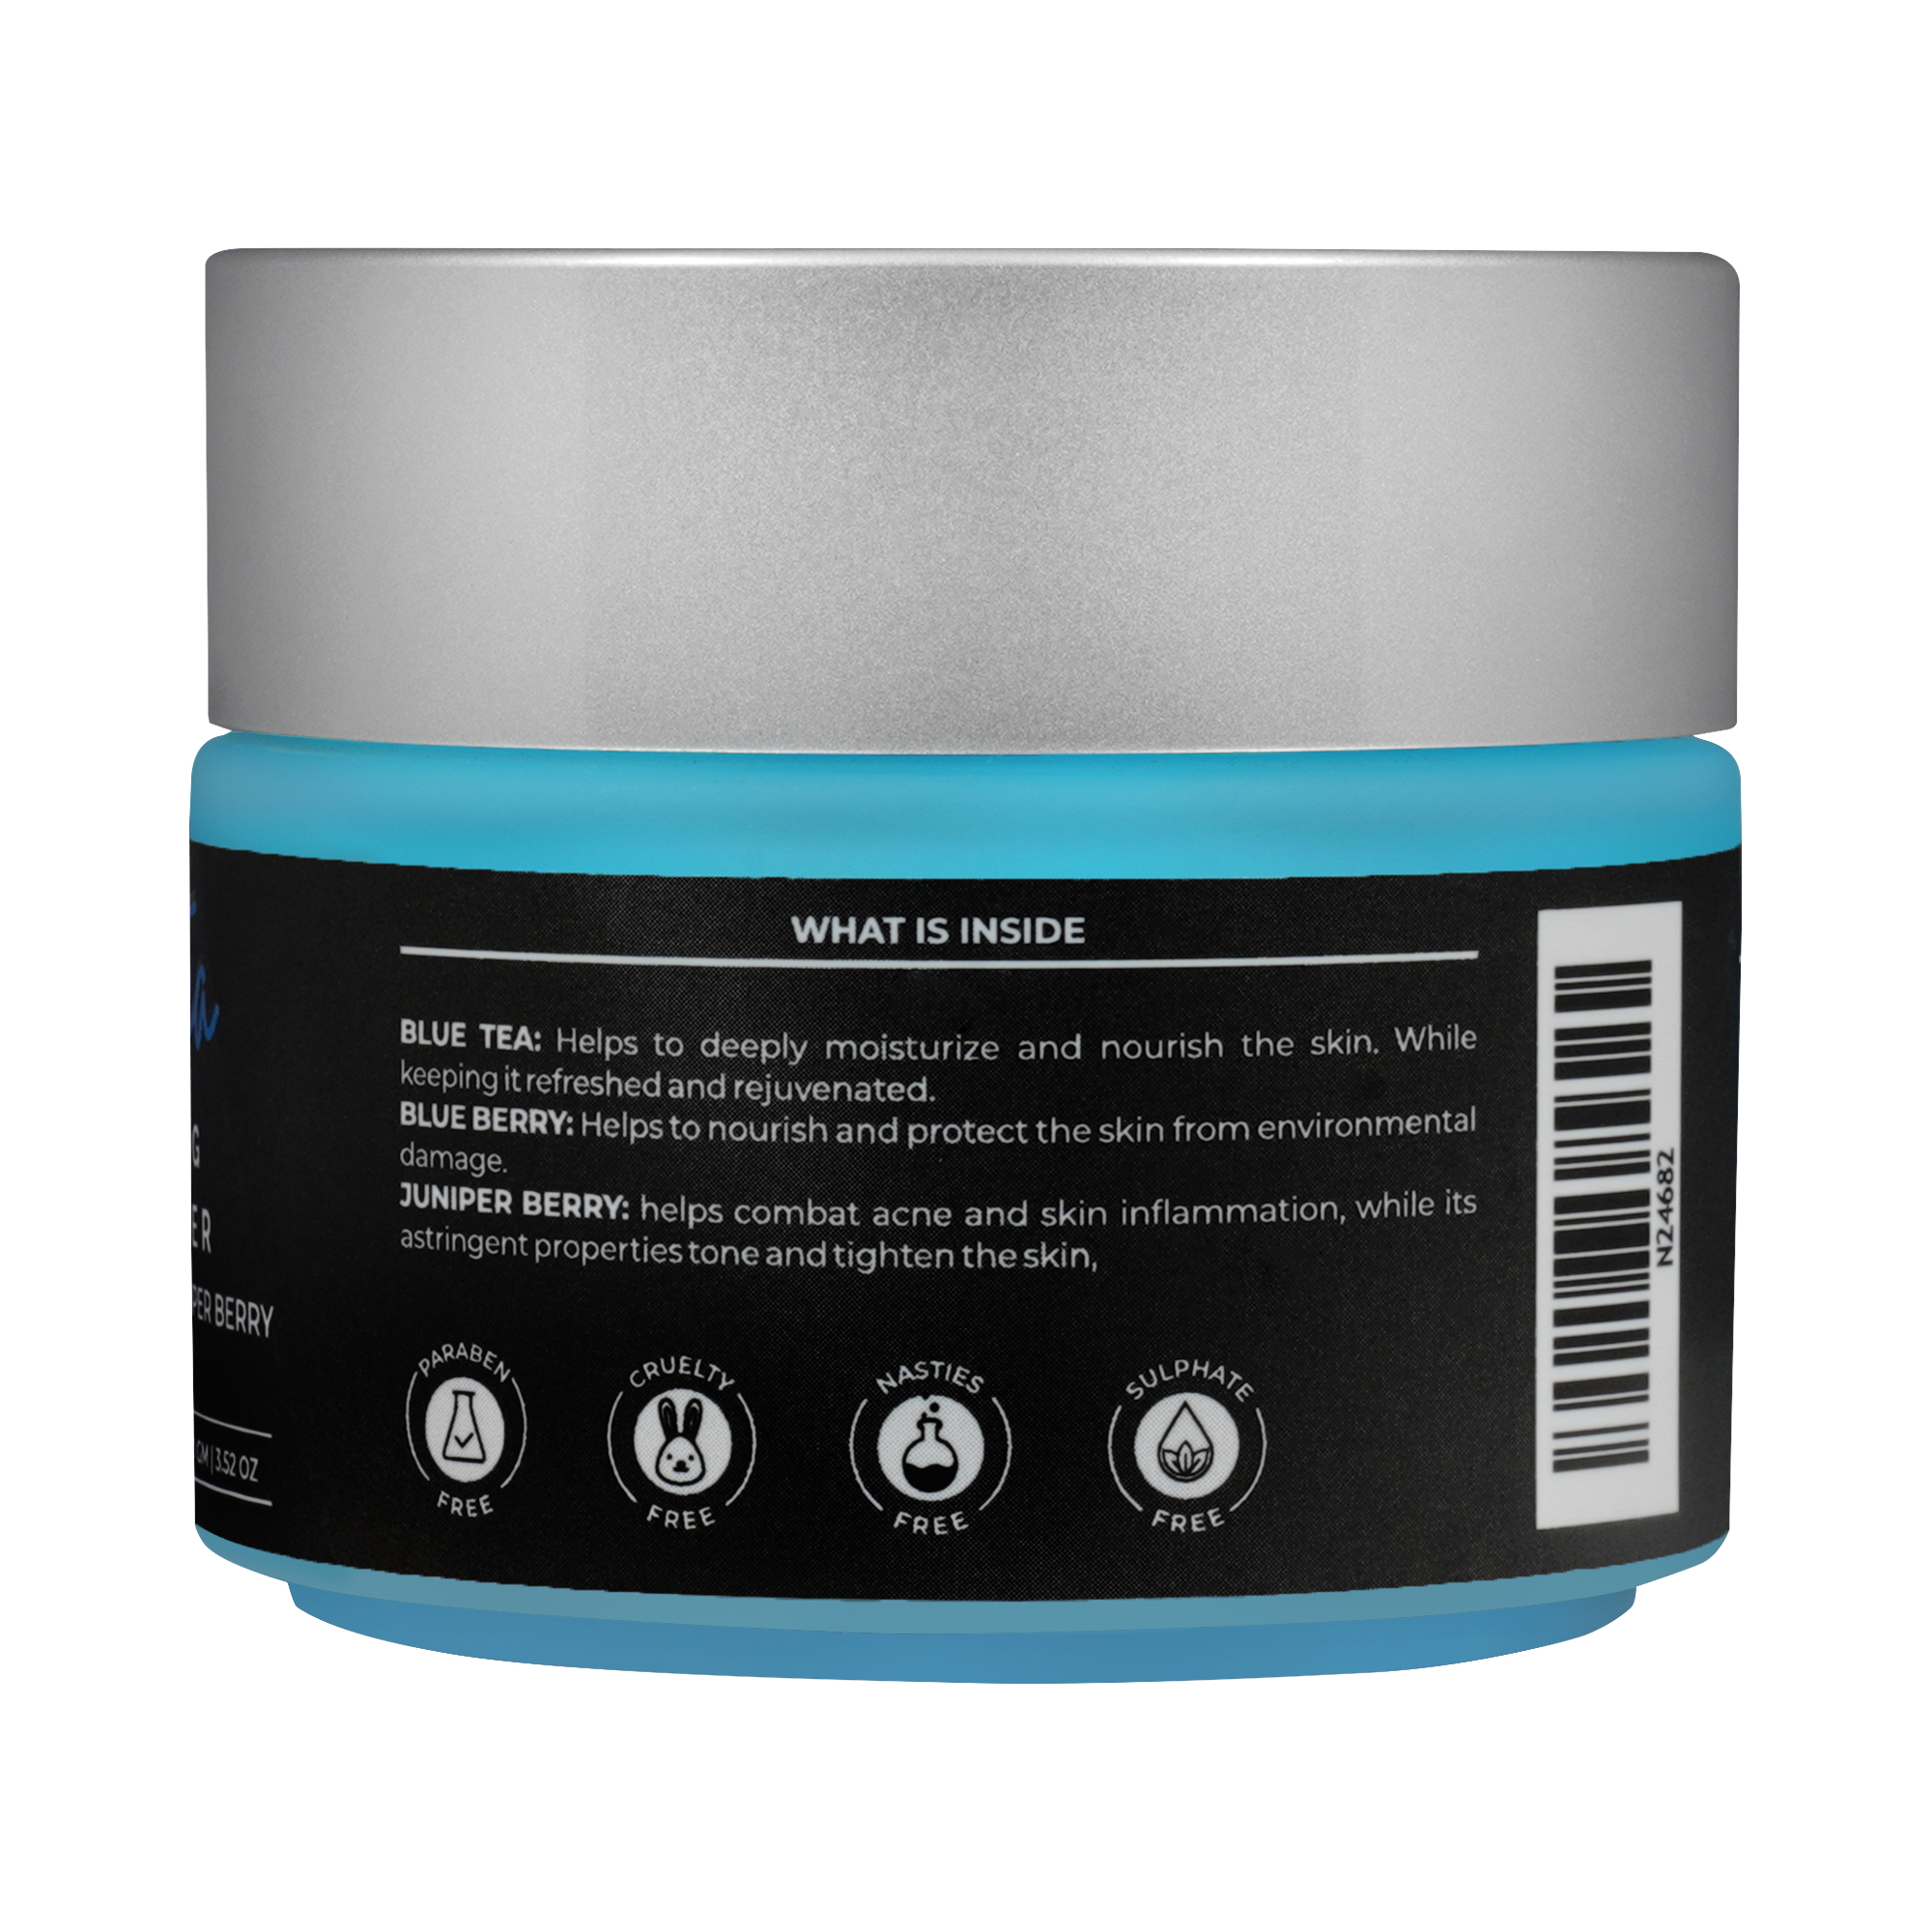 WHAT IS INSIDE
BLUE TEA: Helps to deeply moisturize and nourish the skin. While
keeping it refreshed and rejuvenated.
BLUE BERRY: Helps to nourish and protect the skin from environmental
damage.
JUNIPER BERRY: helps combat acne and skin inflammation, while its
astringent properties tone and tighten the skin,
PARABEN FREE
CRUELTY FREE
NASTIES FREE
SULPHATE FREE
N24682
BERRY
GM | 3.52 OZ